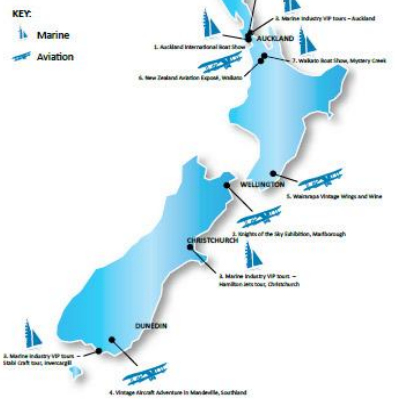 KEY:
Marine
Aviation
3. Marine Industry VIP tours – Auckland
AUCKLAND
1. Auckland International Boat Show
7. Waikato Boat Show, Mystery Creek
6. New Zealand Aviation Exposé, Waikato
WELLINGTON
5. Wairarapa Vintage Wings and Wine
2. Knights of the Sky Exhibition, Marlborough
CHRISTCHURCH
3. Marine Industry VIP tours –
Hamilton Jets tour, Christchurch
DUNEDIN
3. Marine Industry VIP tours –
Stabi Craft tour, Invercargill
4. Vintage Aircraft Adventure in Mandeville, Southland